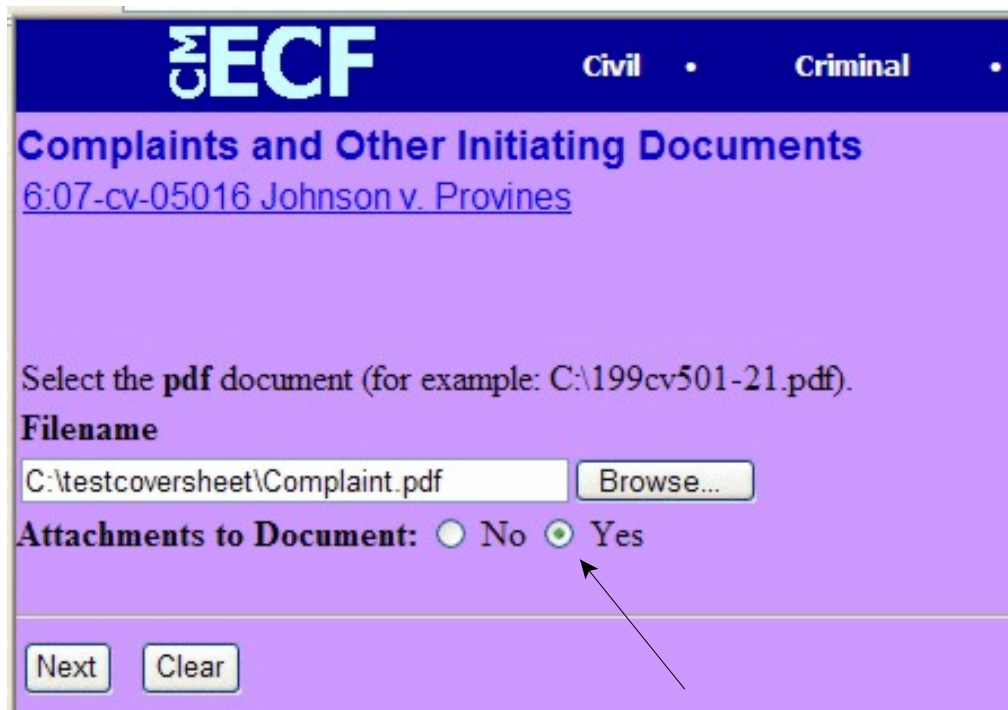 CM ECF Civil • Criminal •
Complaints and Other Initiating Documents
6:07-cv-05016 Johnson v. Provines
Select the pdf document (for example: C:\199cv501-21.pdf).
Filename
C:\testcoversheet\Complaint.pdf Browse...
Attachments to Document: No Yes
Next Clear